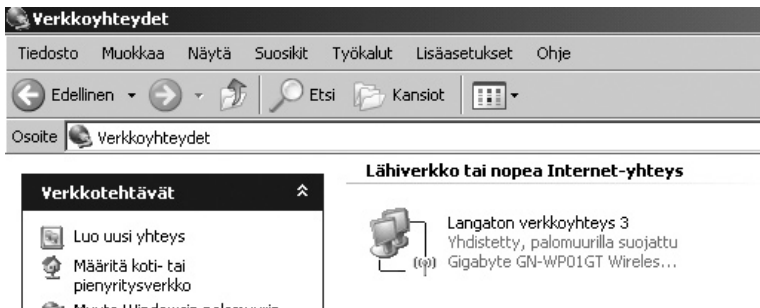 Verkkoyhteydet
Tiedosto Muokkaa Näytä Suosikit Työkalut Lisäasetukset Ohje
Edellinen Etsi Kansiot
Osoite Verkkoyhteydet
Verkkotehtävät
Luo uusi yhteys
Määritä koti- tai
pienyritysverkko
Lähiverkko tai nopea Internet-yhteys
Langaton verkkoyhteys 3
Yhdistetty, palomuurilla suojattu
Gigabyte GN-WP01GT Wireles...